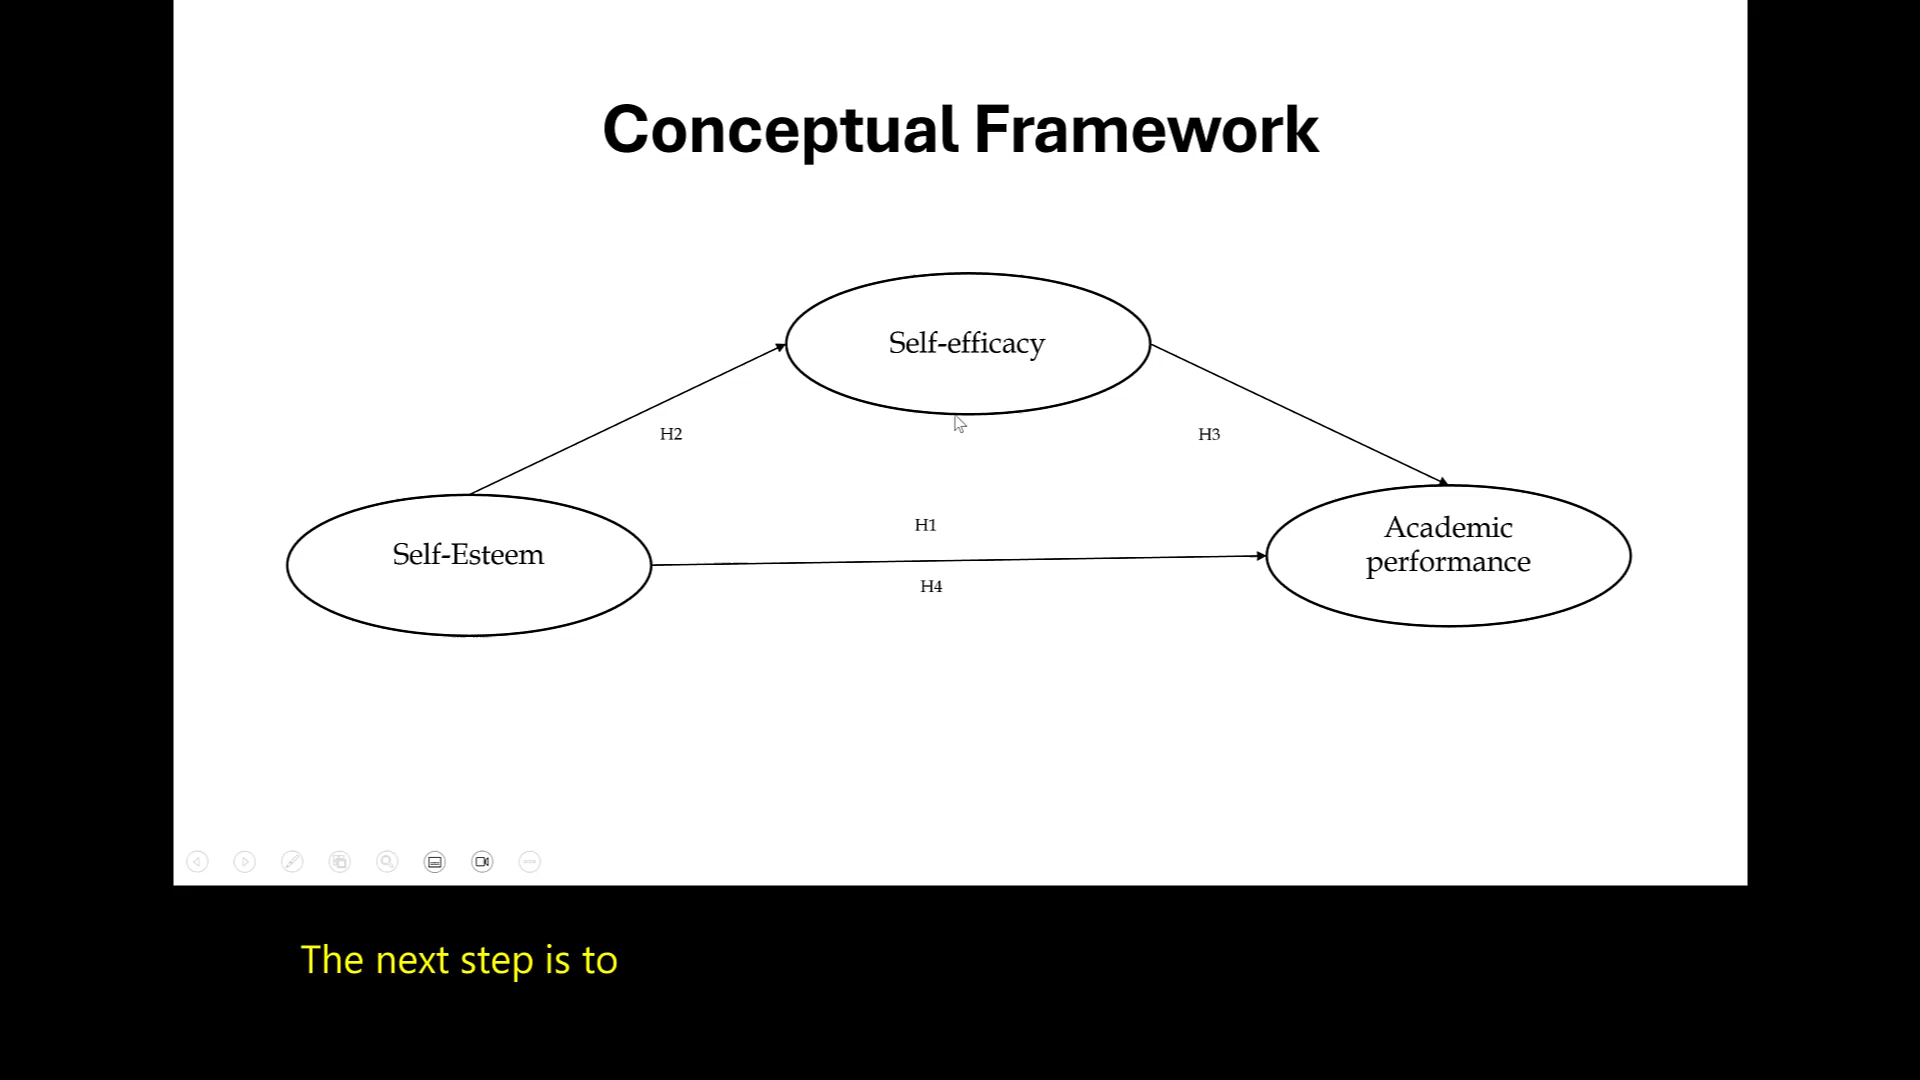 Conceptual Framework
Self-efficacy
H2
H3
H1
Self-Esteem
Academic
performance
H4
The next step is to